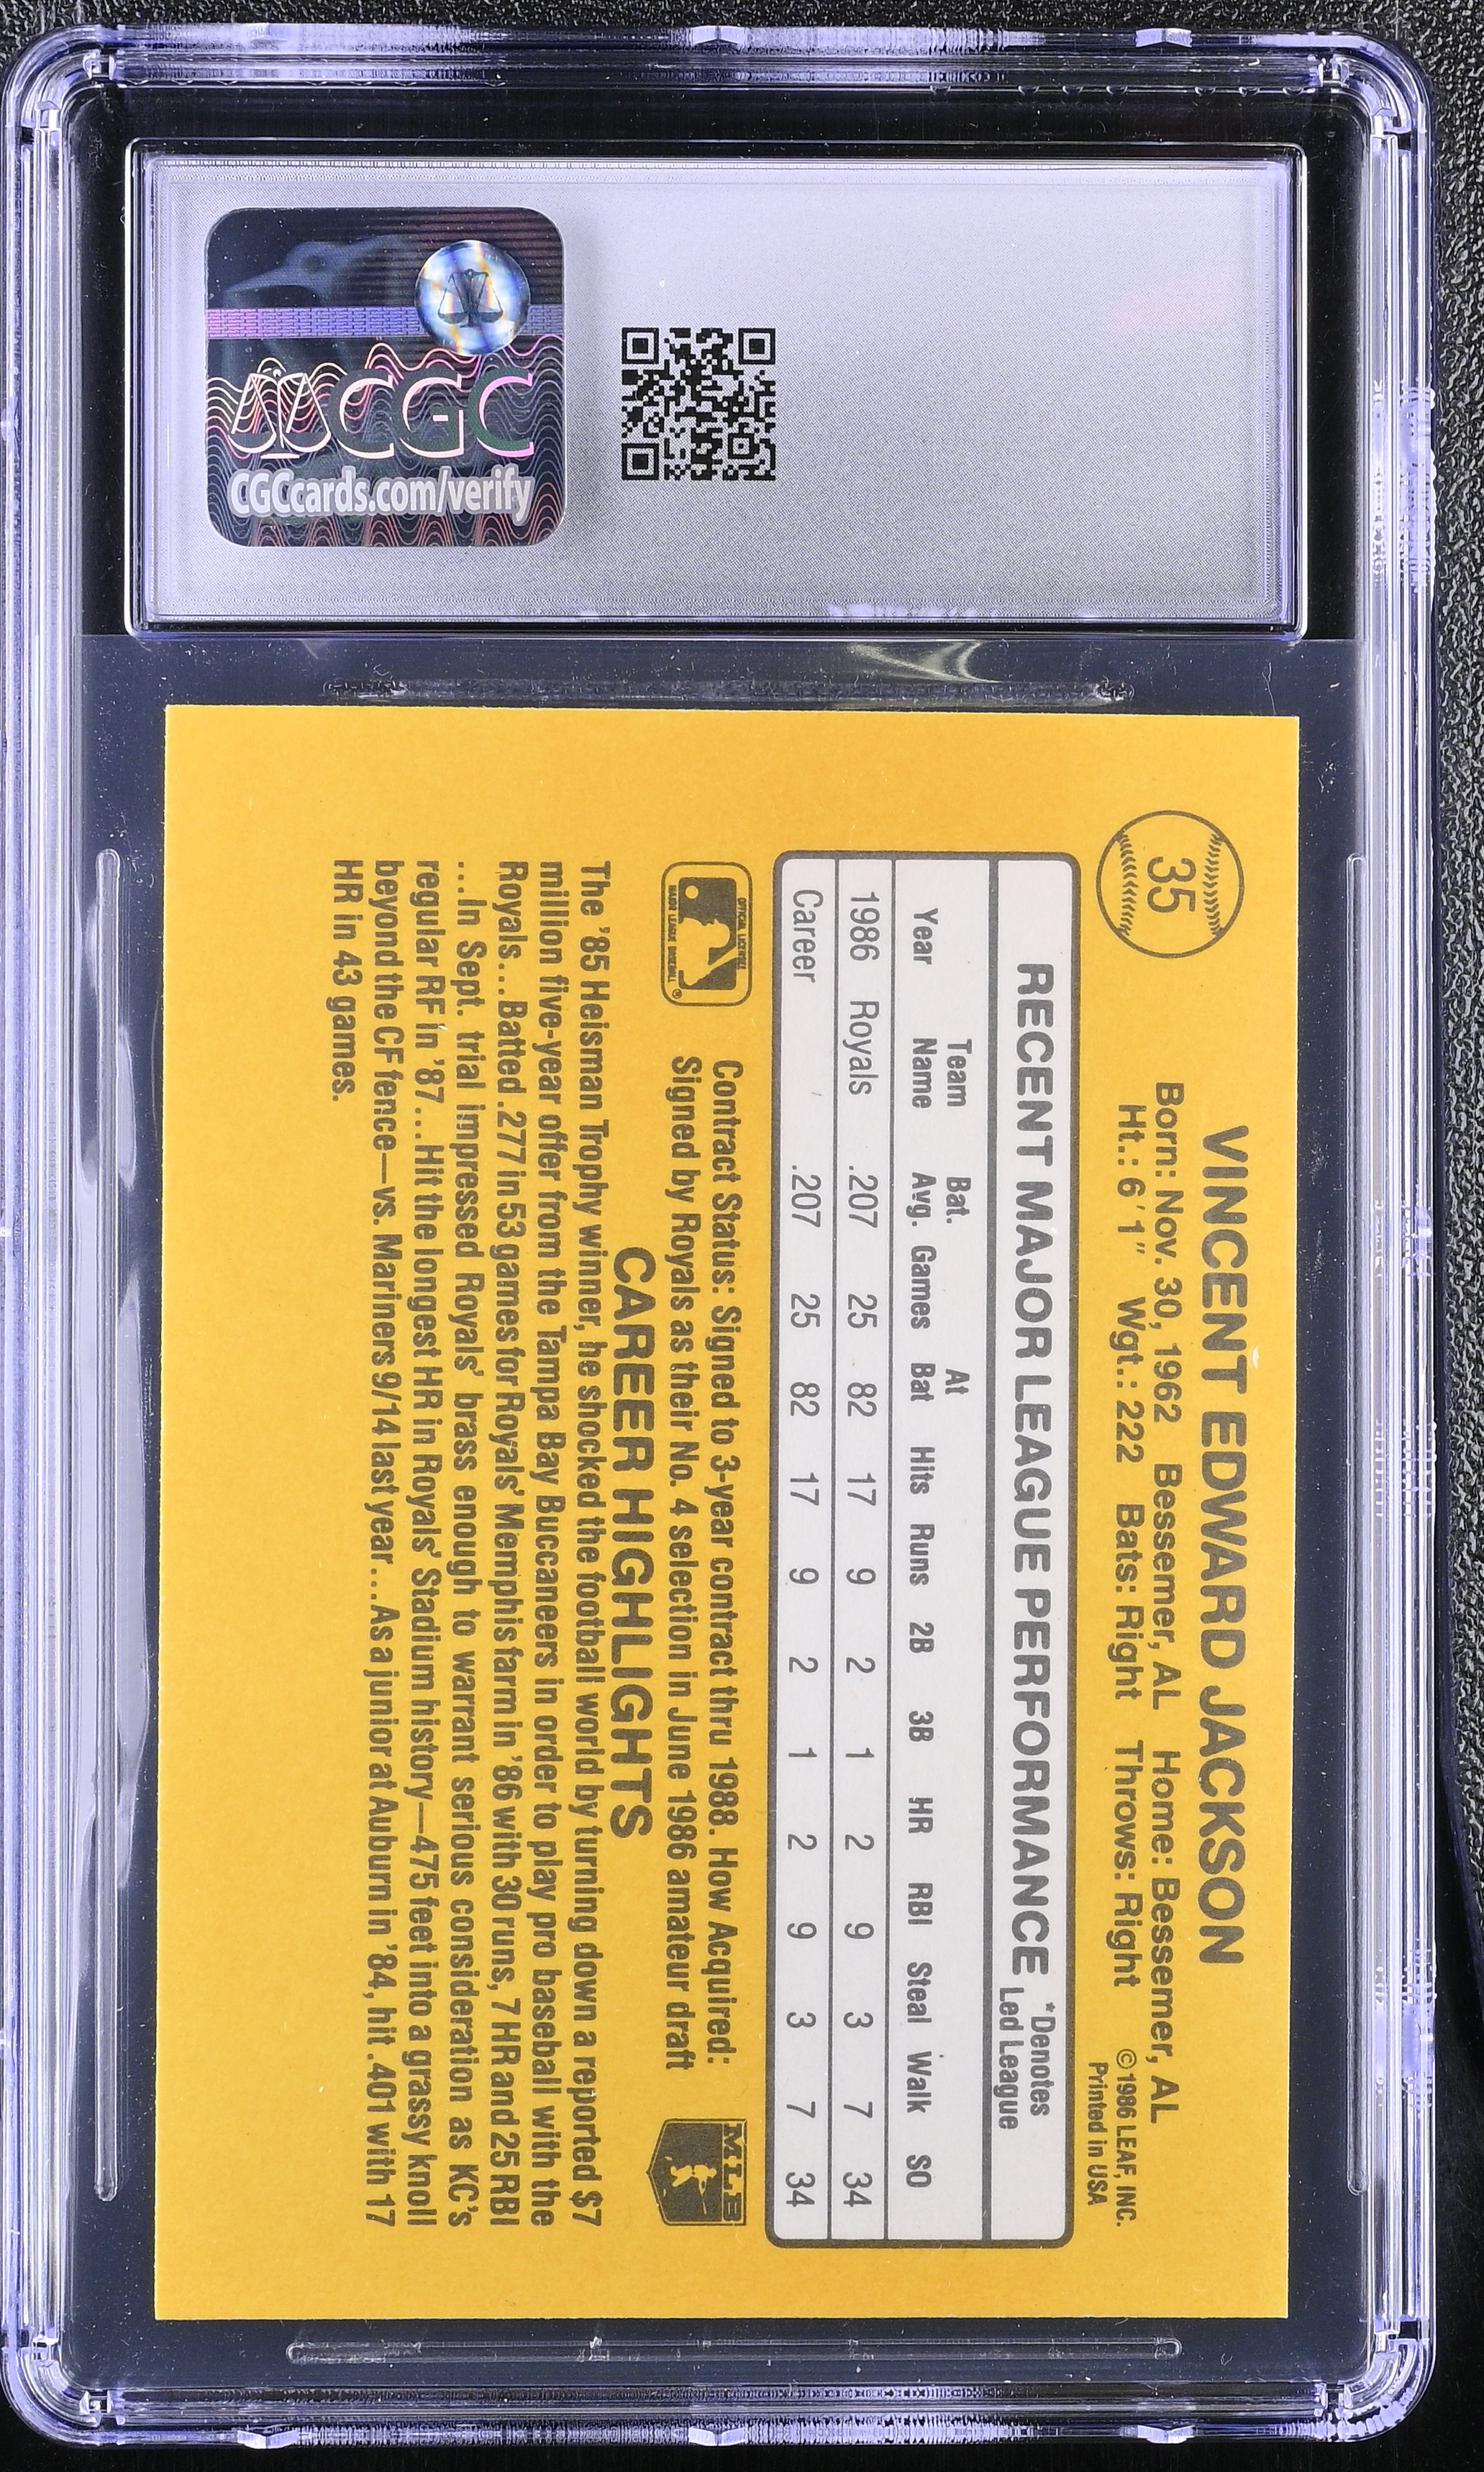 CGC
CGCcards.com/verify
35
VINCENT EDWARD JACKSON
Born: Nov. 30, 1962 Bessemer, AL Home: Bessemer, AL
Ht.: 6'1" Wgt.: 222 Bats: Right Throws: Right
©1986 LEAF, INC.
Printed in USA
RECENT MAJOR LEAGUE PERFORMANCE *Denotes Led League
Year Team Name Bat. Avg. Games At Bat Hits Runs 2B 3B HR RBI Steal Walk SO
1986 Royals .207 25 82 17 9 2 1 2 9 3 7 34
Career .207 25 82 17 9 2 1 2 9 3 7 34
OFFICIAL LICENSEE
MAJOR LEAGUE BASEBALL
®
Contract Status: Signed to 3-year contract thru 1988. How Acquired:
Signed by Royals as their No. 4 selection in June 1986 amateur draft
MLB
CAREER HIGHLIGHTS
The '85 Heisman Trophy winner, he shocked the football world by turning down a reported $7
million five-year offer from the Tampa Bay Buccaneers in order to play pro baseball with the
Royals...Batted .277 in 53 games for Royals' Memphis farm in '86 with 30 runs, 7 HR and 25 RBI
...In Sept. trial impressed Royals' brass enough to warrant serious consideration as KC's
regular RF in '87...Hit the longest HR in Royals' Stadium history—475 feet into a grassy knoll
beyond the CF fence—vs. Mariners 9/14 last year...As a junior at Auburn in '84, hit .401 with 17
HR in 43 games.